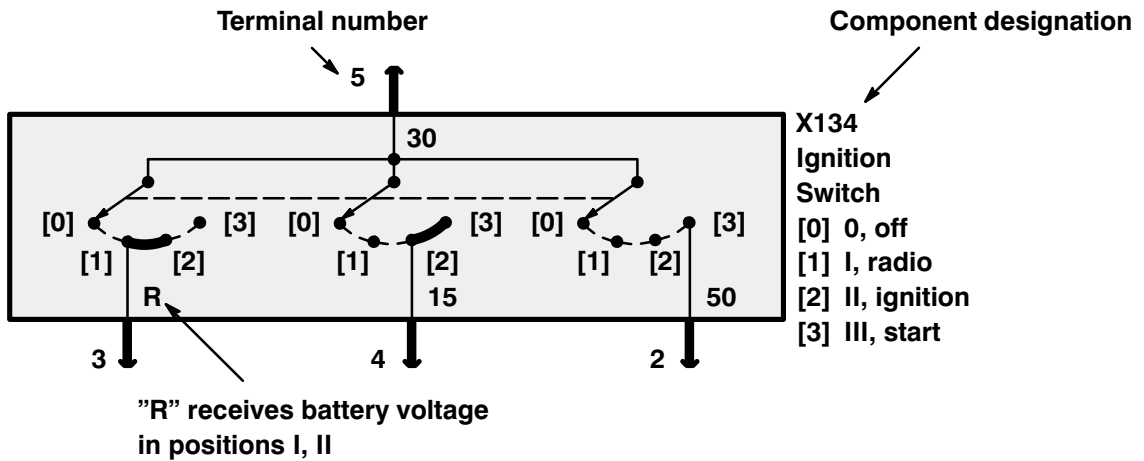 Terminal number
Component designation
5
X134
Ignition
Switch
[0] 0, off
[1] I, radio
[2] II, ignition
[3] III, start
30
[0] [3] [0] [3] [0] [3]
[1] [2] [1] [2] [1] [2]
R 15 50
3 4 2
”R” receives battery voltage
in positions I, II